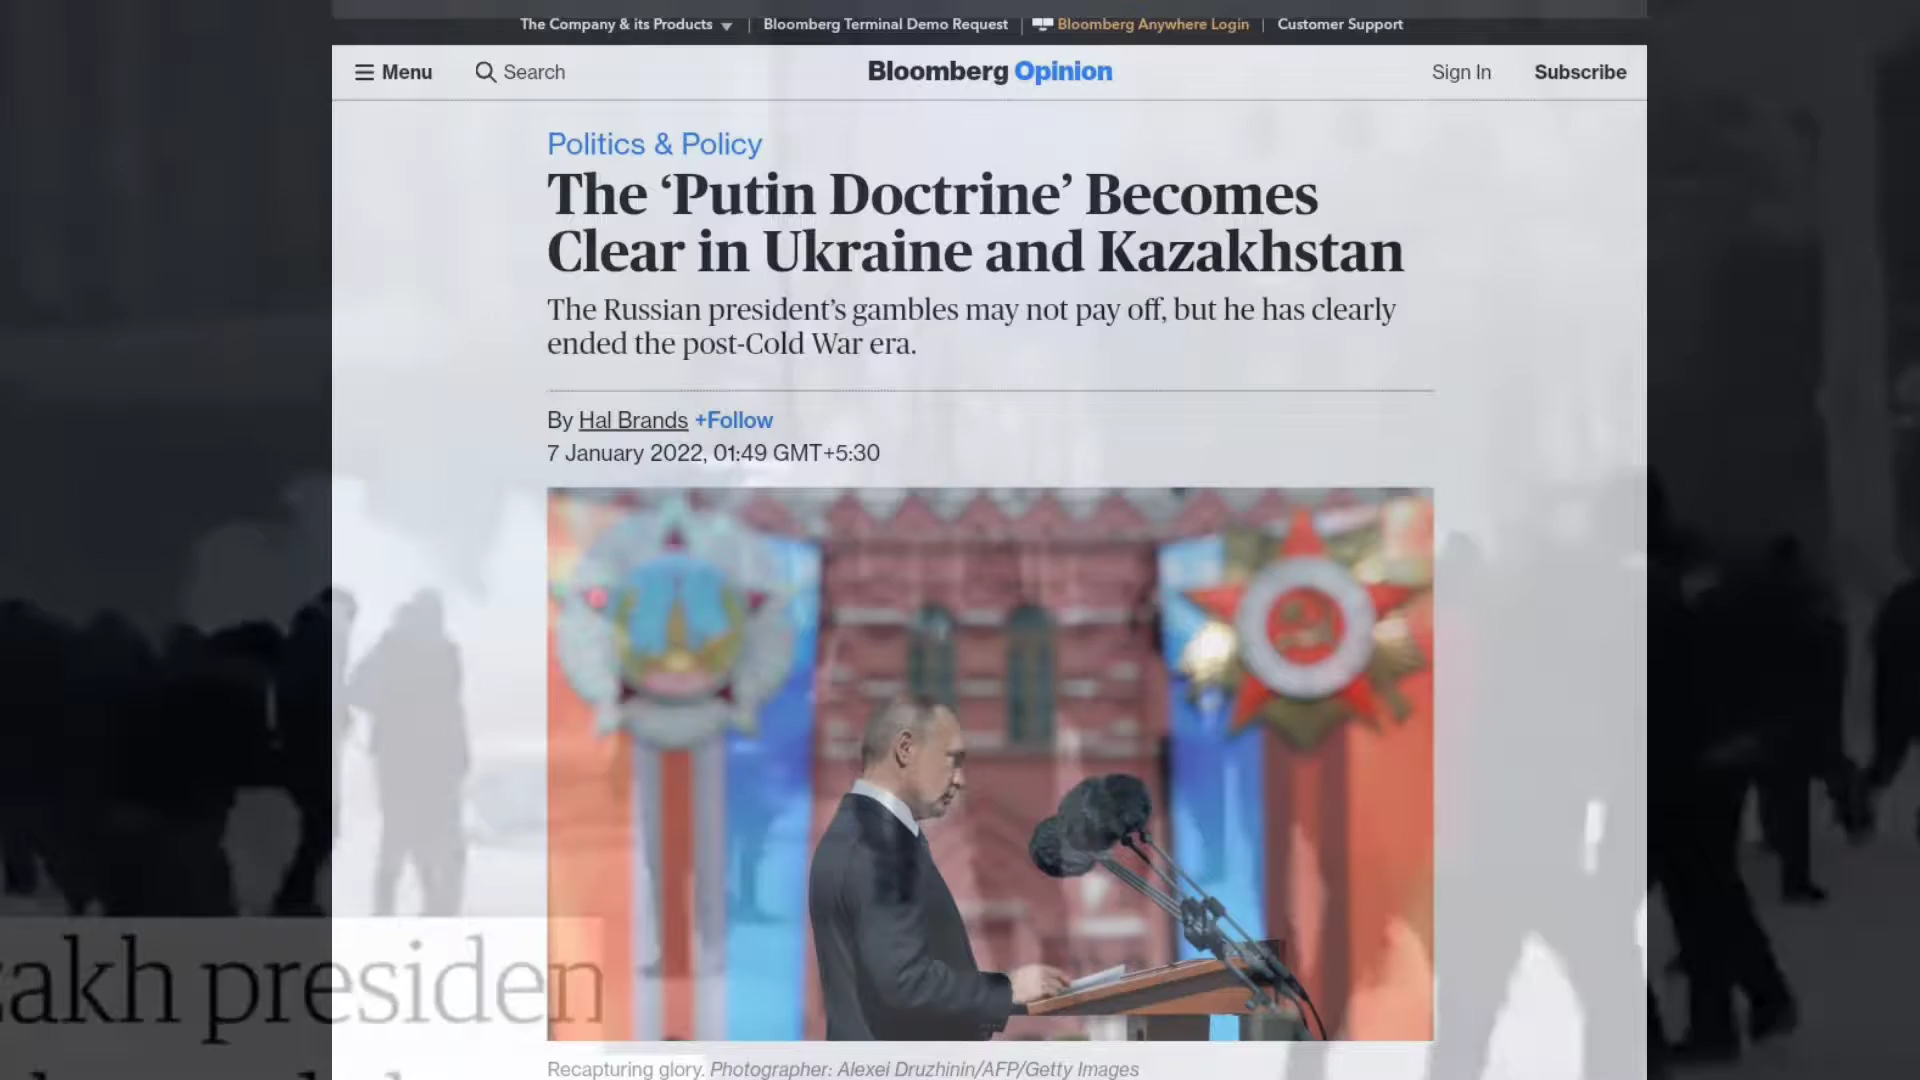 The Company & its Products
Bloomberg Terminal Demo Request
Bloomberg Anywhere Login
Customer Support
Menu
Search
Bloomberg Opinion
Sign In
Subscribe
Politics & Policy
The ‘Putin Doctrine’ Becomes
Clear in Ukraine and Kazakhstan
The Russian president’s gambles may not pay off, but he has clearly
ended the post-Cold War era.
By Hal Brands +Follow
7 January 2022, 01:49 GMT+5:30
zakh presiden
Recapturing glory. Photographer: Alexei Druzhinin/AFP/Getty Images